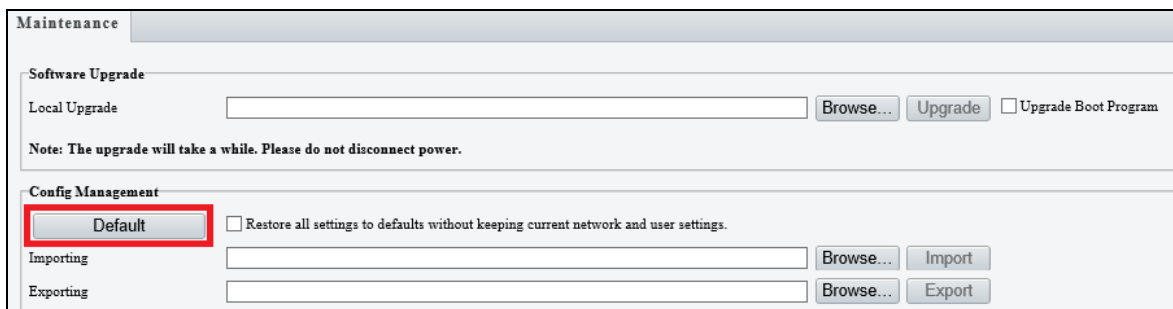 Maintenance
Software Upgrade
Local Upgrade Browse... Upgrade Upgrade Boot Program
Note: The upgrade will take a while. Please do not disconnect power.
Config Management
Default Restore all settings to defaults without keeping current network and user settings.
Importing Browse... Import
Exporting Browse... Export